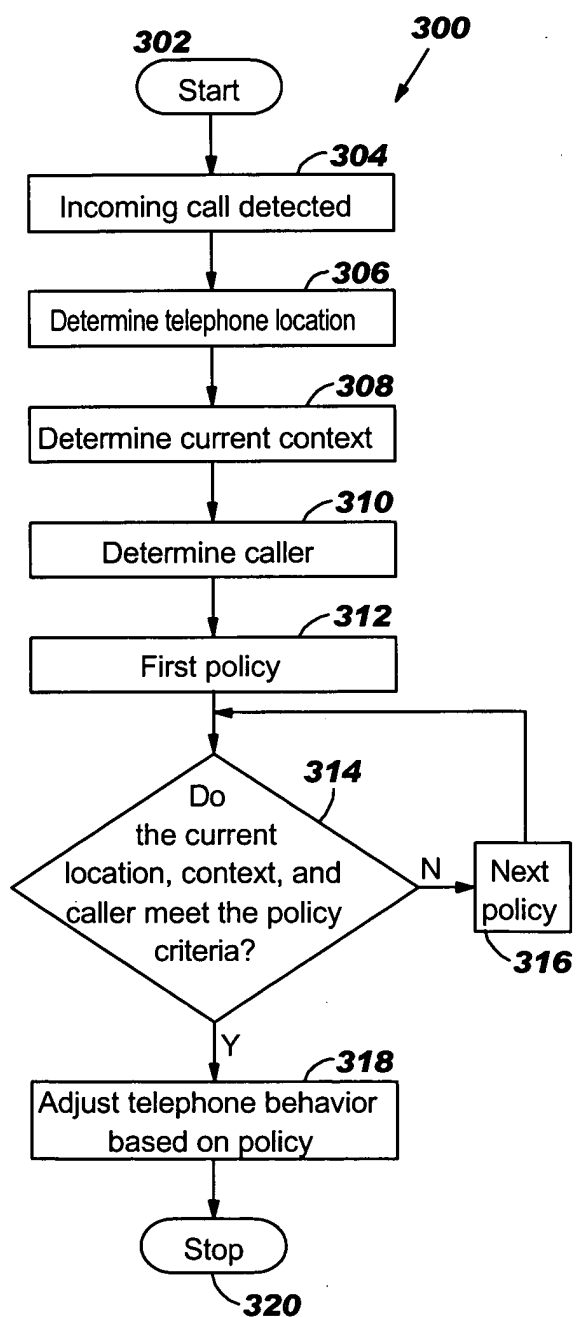 302
300
Start
304
Incoming call detected
306
Determine telephone location
308
Determine current context
310
Determine caller
312
First policy
314
Do
the current
location, context, and
caller meet the policy
criteria?
N
Next
policy
316
Y
318
Adjust telephone behavior
based on policy
Stop
320